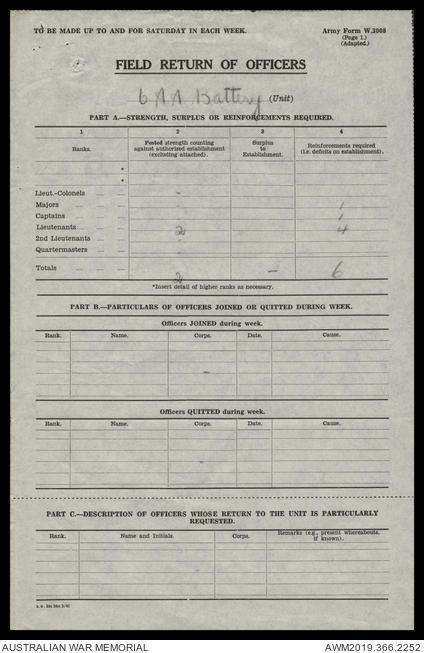 TO BE MADE UP TO AND FOR SATURDAY IN EACH WEEK.
Army Form W.3008
(Page 1.)
(Adapted.)
FIELD RETURN OF OFFICERS
6 AA Battery (Unit)
PART A.—STRENGTH, SURPLUS OR REINFORCEMENTS REQUIRED.
1 2 3 4
Ranks. Posted strength counting against authorized establishment (excluding attached). Surplus to Establishment. Reinforcements required (i.e. deficits on establishment).
*
*
Lieut.-Colonels -
Majors 1
Captains 1
Lieutenants 2 4
2nd Lieutenants -
Quartermasters
Totals 2 — 6
*Insert detail of higher ranks as necessary.
PART B.—PARTICULARS OF OFFICERS JOINED OR QUITTED DURING WEEK.
Officers JOINED during week.
Rank. Name. Corps. Date. Cause.
-
Officers QUITTED during week.
Rank. Name. Corps. Date. Cause.
-
PART C.—DESCRIPTION OF OFFICERS WHOSE RETURN TO THE UNIT IS PARTICULARLY
REQUESTED.
Rank. Name and Initials. Corps. Remarks (e.g., present whereabouts, if known).
AUSTRALIAN WAR MEMORIAL
AWM2019.366.2252